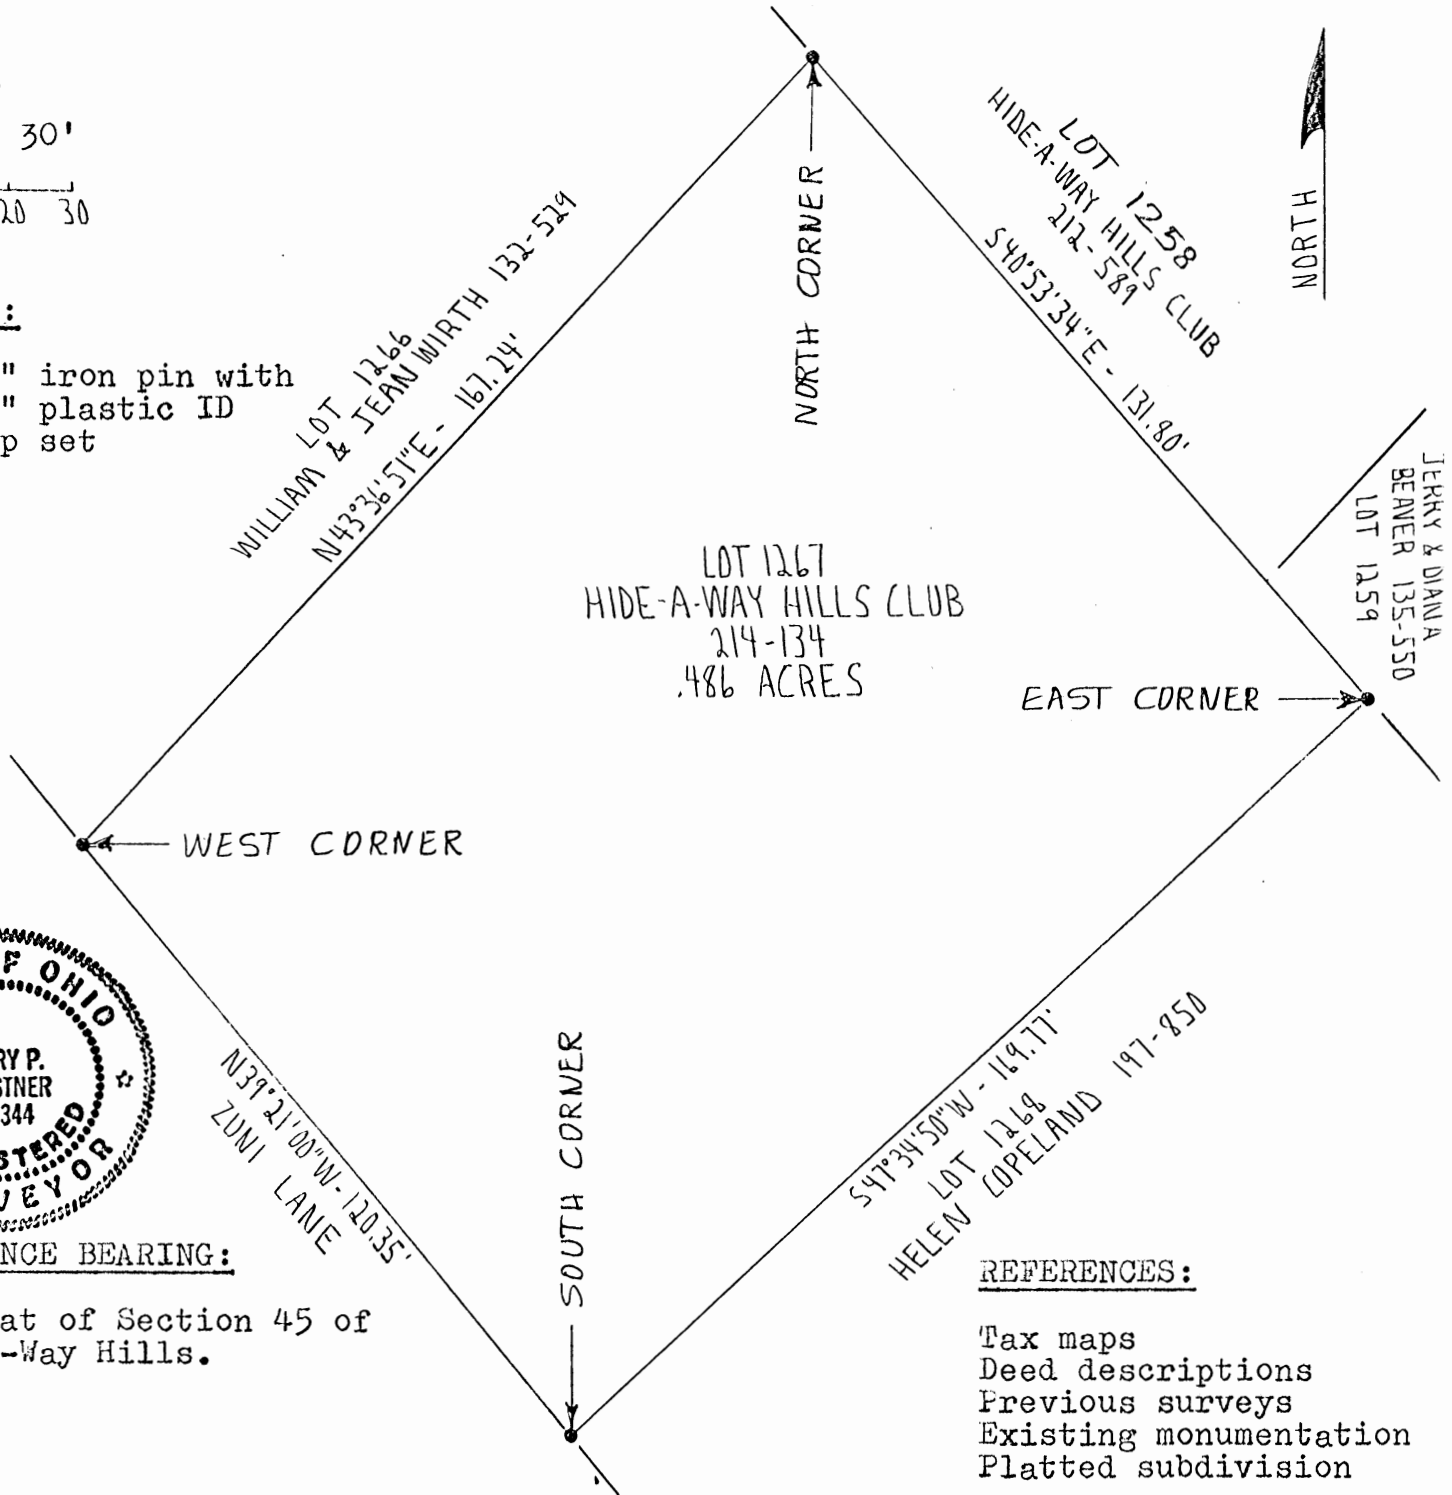 30'
20 30
:
" iron pin with
" plastic ID
p set
LOT 1266
WILLIAM & JEAN WIRTH 132-529
N43°36'51"E - 167.24'
NORTH CORNER
LOT 1258
HIDE-A-WAY HILLS CLUB
212-589
S40°53'34"E - 131.80'
NORTH
JERRY & DIANA
BEAVER 135-550
LOT 1259
LOT 1267
HIDE-A-WAY HILLS CLUB
214-134
.486 ACRES
EAST CORNER
WEST CORNER
F OHIO
RY P.
STNER
344
STERED
VEYOR
N39°21'00"W - 120.35'
ZUNI LANE
SOUTH CORNER
S47°34'50"W - 169.77'
LOT 1268
HELEN COPELAND 197-850
NCE BEARING:
at of Section 45 of
-Way Hills.
REFERENCES:
Tax maps
Deed descriptions
Previous surveys
Existing monumentation
Platted subdivision